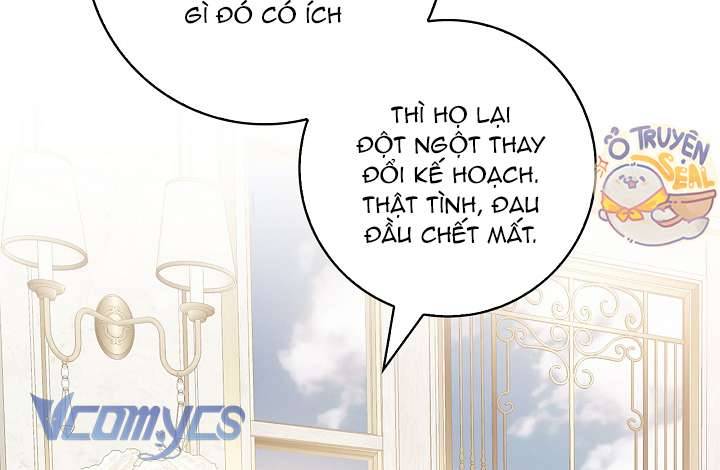 GÌ ĐÓ CÓ ÍCH
THÌ HỌ LẠI
ĐỘT NGỘT THAY
ĐỔI KẾ HOẠCH.
THẬT TÌNH, ĐAU
ĐẦU CHẾT MẤT.
Ổ TRUYỆN
SEAL
Vcomycs